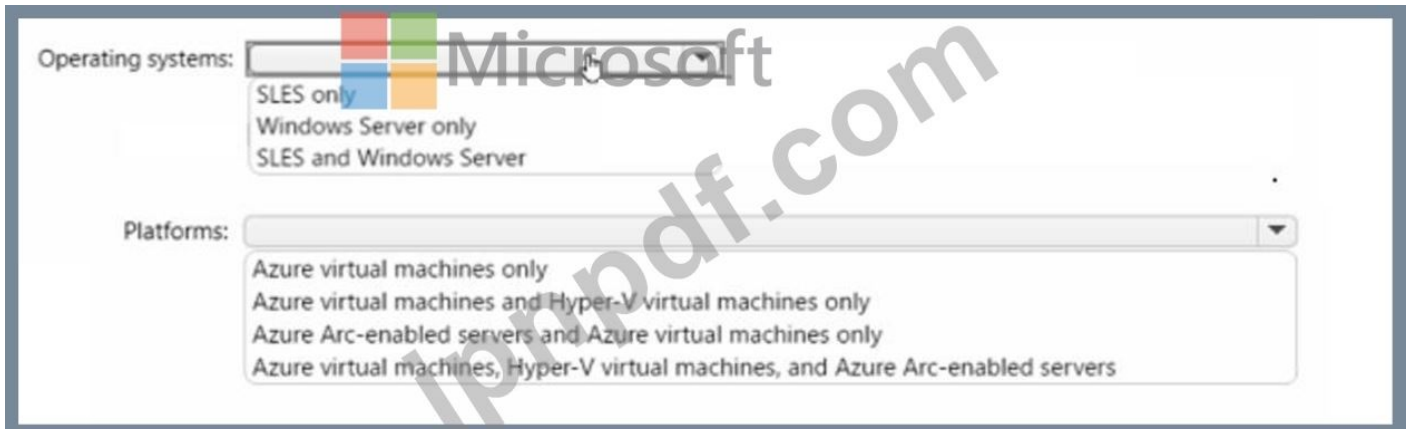 Microsoft
Operating systems:
SLES only
Windows Server only
SLES and Windows Server
Platforms:
Azure virtual machines only
Azure virtual machines and Hyper-V virtual machines only
Azure Arc-enabled servers and Azure virtual machines only
Azure virtual machines, Hyper-V virtual machines, and Azure Arc-enabled servers
lpnpdf.com